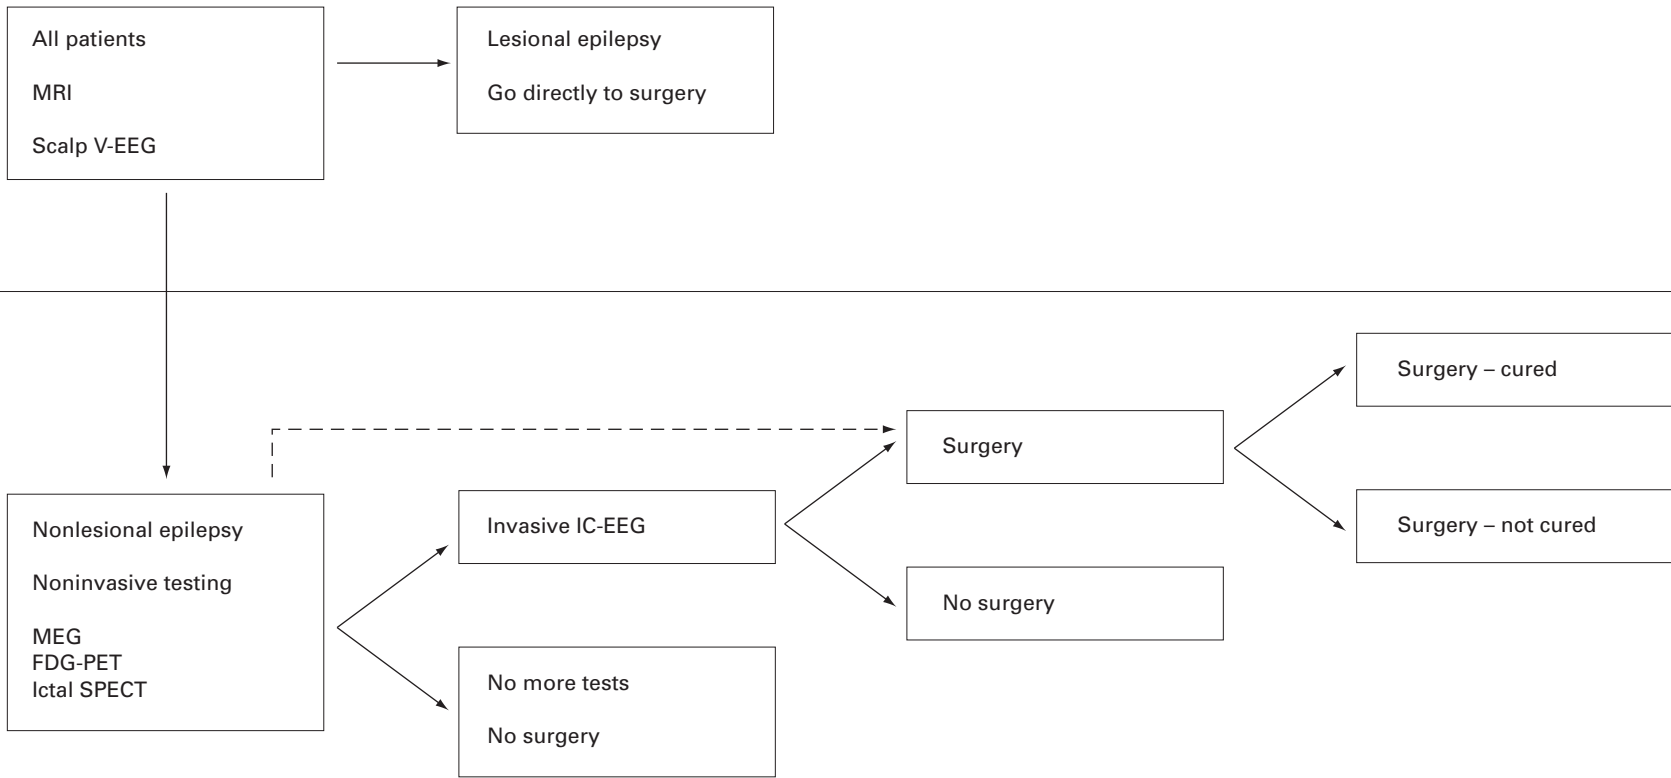 All patients
MRI
Scalp V-EEG
Lesional epilepsy
Go directly to surgery
Nonlesional epilepsy
Noninvasive testing
MEG
FDG-PET
Ictal SPECT
Invasive IC-EEG
No more tests
No surgery
Surgery
No surgery
Surgery – cured
Surgery – not cured